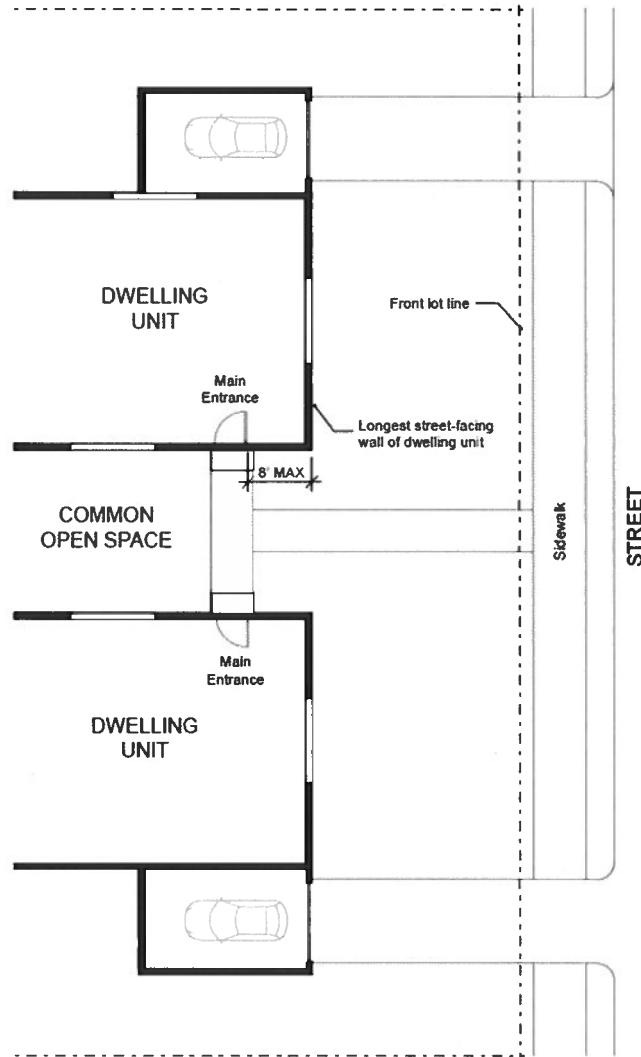 DWELLING
UNIT
Front lot line
Main
Entrance
Longest street-facing
wall of dwelling unit
8' MAX
COMMON
OPEN SPACE
Sidewalk
STREET
Main
Entrance
DWELLING
UNIT